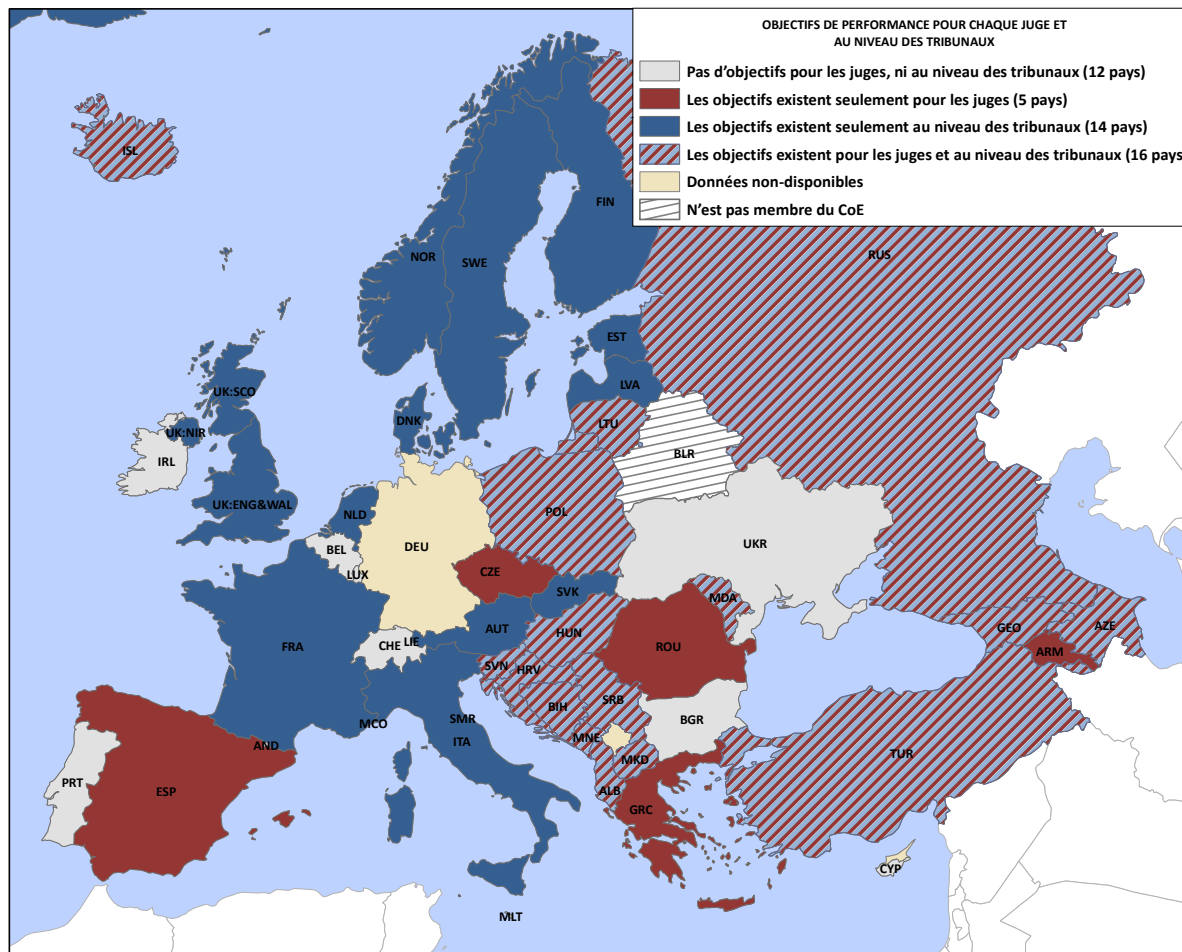 OBJECTIFS DE PERFORMANCE POUR CHAQUE JUGE ET
AU NIVEAU DES TRIBUNAUX
Pas d'objectifs pour les juges, ni au niveau des tribunaux (12 pays)
Les objectifs existent seulement pour les juges (5 pays)
Les objectifs existent seulement au niveau des tribunaux (14 pays)
Les objectifs existent pour les juges et au niveau des tribunaux (16 pays
Données non-disponibles
N'est pas membre du CoE
ISL
FIN
RUS
NOR
SWE
EST
LVA
UK:SCO
DNK
LTU
UK:NIR
BLR
IRL
UK:ENG&WAL
NLD
POL
UKR
BEL
DEU
LUX
CZE
SVK
MDA
AUT
HUN
GEO
AZE
FRA
CHE
LIE
ROU
ARM
SVN
HRV
SRB
BIH
BGR
MCO
SMR
ITA
MNE
AND
MKD
TUR
PRT
ESP
ALB
GRC
CYP
MLT